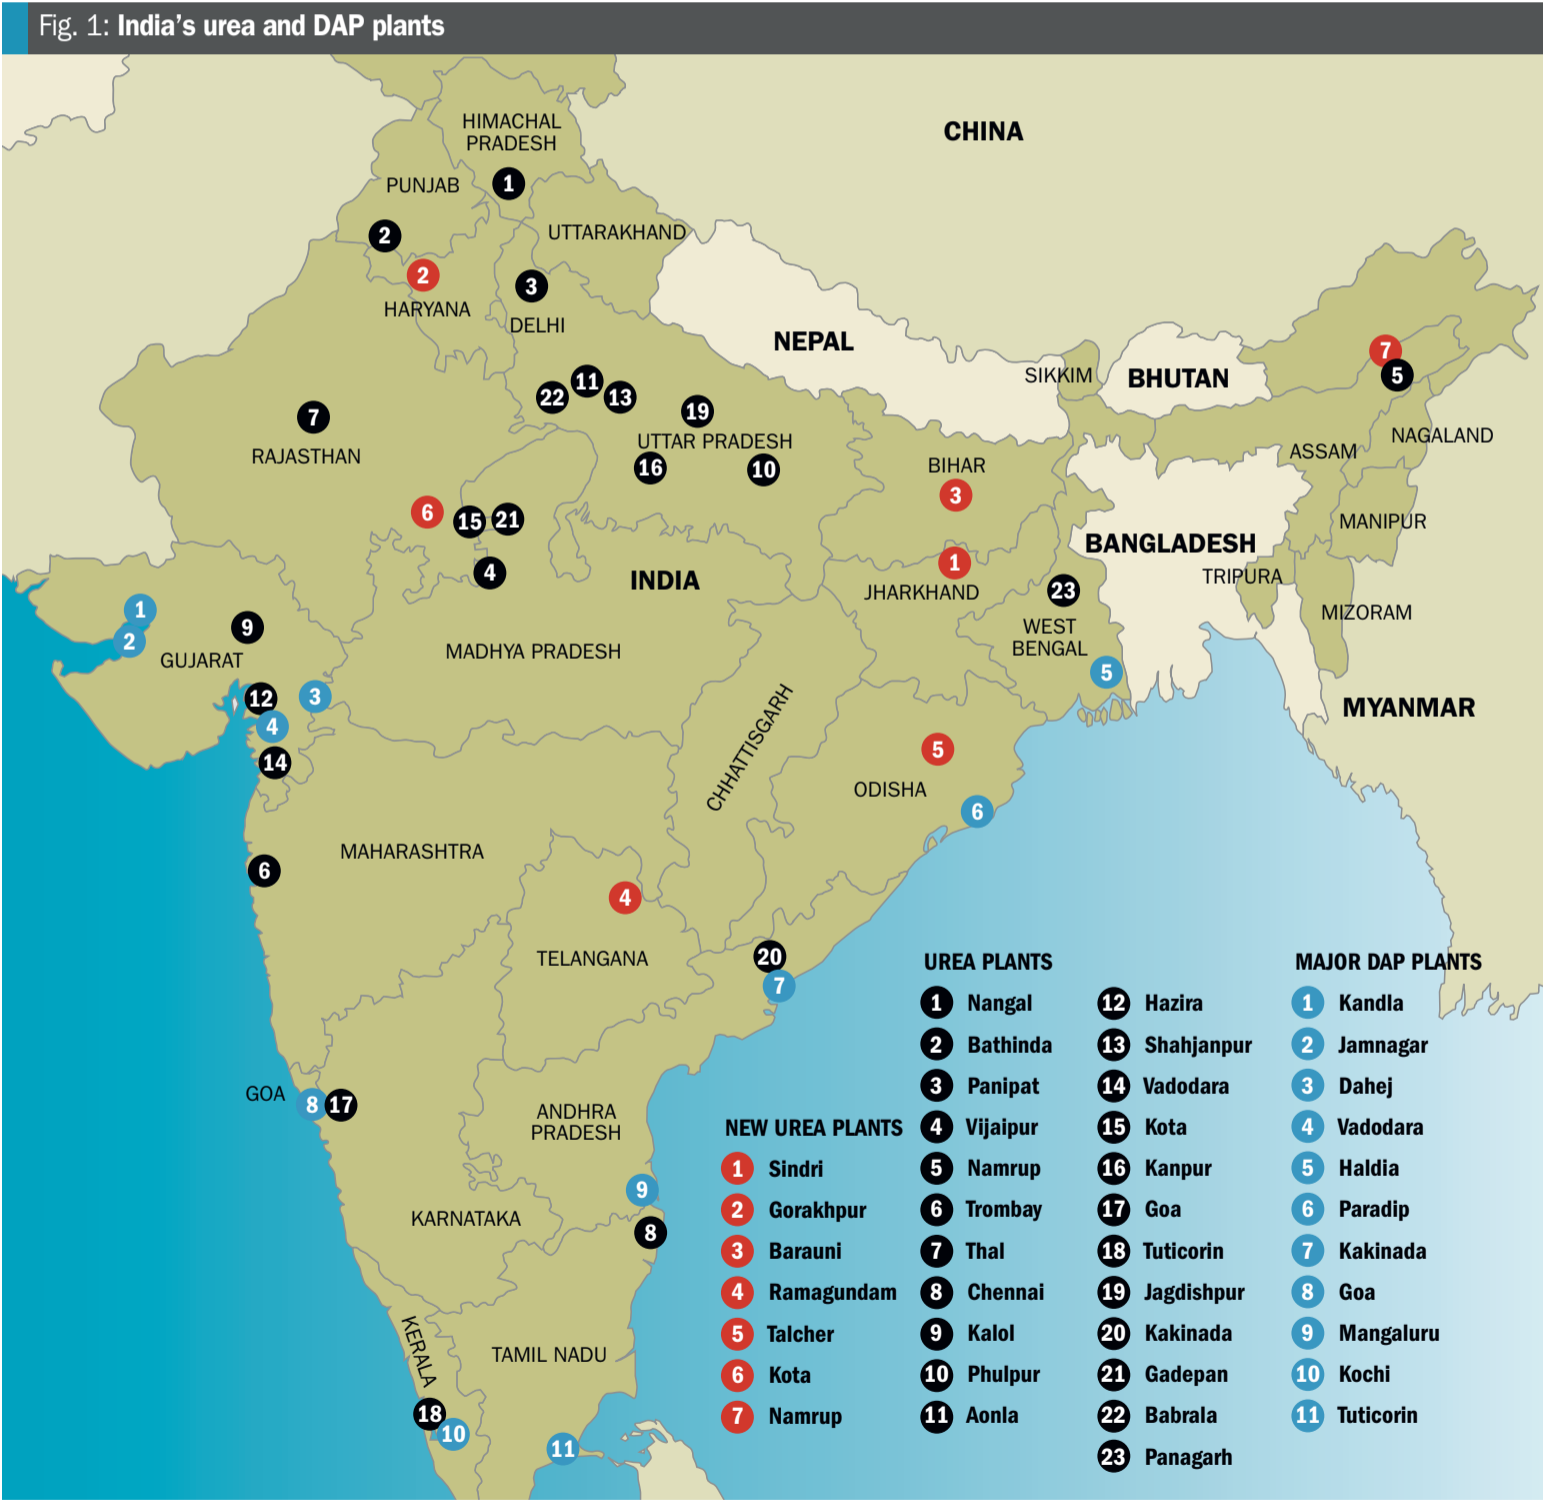 Fig. 1: India's urea and DAP plants
CHINA
HIMACHAL
PRADESH
1
PUNJAB
2
UTTARAKHAND
2
HARYANA
3
DELHI
NEPAL
SIKKIM
BHUTAN
7
5
NAGALAND
ASSAM
MANIPUR
TRIPURA
MIZORAM
BANGLADESH
MYANMAR
7
RAJASTHAN
22
11
13
19
UTTAR PRADESH
16
10
BIHAR
3
6
15
21
4
INDIA
1
JHARKHAND
23
WEST
BENGAL
5
1
2
9
GUJARAT
MADHYA PRADESH
12
3
4
14
CHHATTISGARH
5
ODISHA
6
MAHARASHTRA
6
4
TELANGANA
20
7
GOA
8
17
ANDHRA
PRADESH
9
KARNATAKA
8
KERALA
TAMIL NADU
18
10
11
NEW UREA PLANTS
1 Sindri
2 Gorakhpur
3 Barauni
4 Ramagundam
5 Talcher
6 Kota
7 Namrup
UREA PLANTS
1 Nangal
2 Bathinda
3 Panipat
4 Vijaipur
5 Namrup
6 Trombay
7 Thal
8 Chennai
9 Kalol
10 Phulpur
11 Aonla
12 Hazira
13 Shahjanpur
14 Vadodara
15 Kota
16 Kanpur
17 Goa
18 Tuticorin
19 Jagdishpur
20 Kakinada
21 Gadepan
22 Babrala
23 Panagarh
MAJOR DAP PLANTS
1 Kandla
2 Jamnagar
3 Dahej
4 Vadodara
5 Haldia
6 Paradip
7 Kakinada
8 Goa
9 Mangaluru
10 Kochi
11 Tuticorin